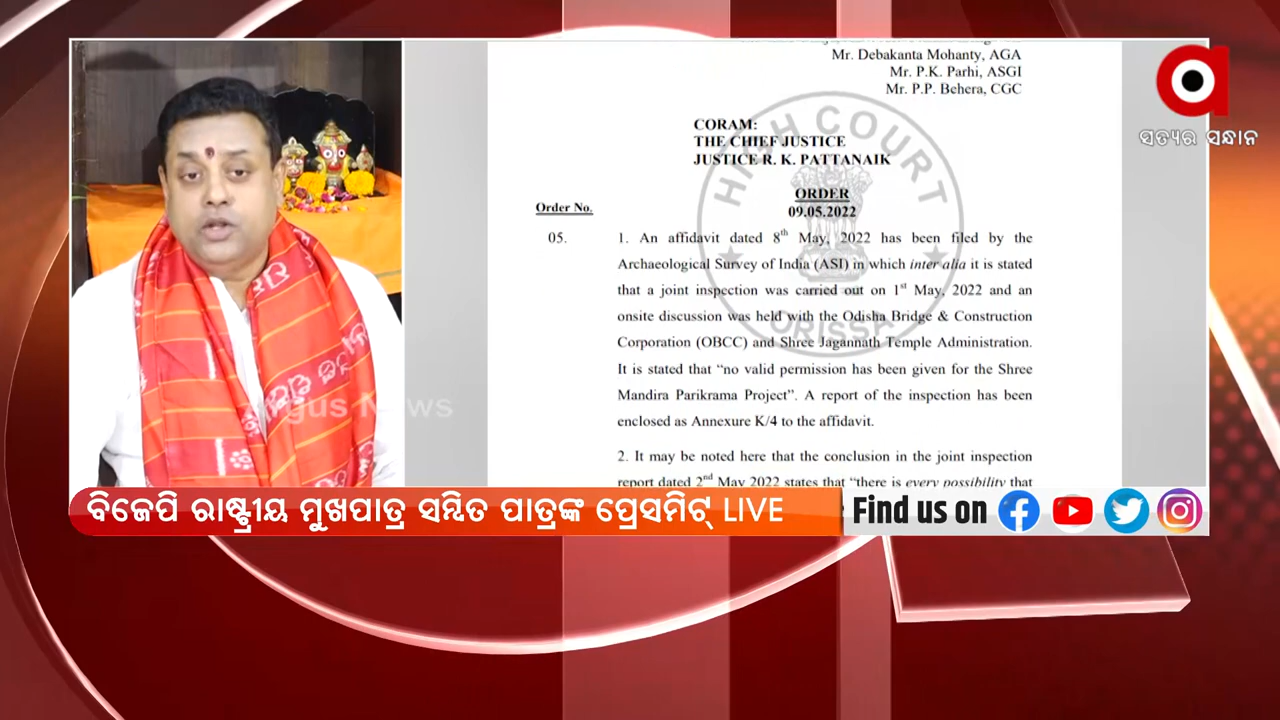 Mr. Debakanta Mohanty, AGA
Mr. P.K. Parhi, ASGI
Mr. P.P. Behera, CGC
CORAM:
THE CHIEF JUSTICE
JUSTICE R. K. PATTANAIK
HIGH COURT
ORISSA
ORDER
09.05.2022
Order No.
05.
1. An affidavit dated 8th May, 2022 has been filed by the
Archaeological Survey of India (ASI) in which inter alia it is stated
that a joint inspection was carried out on 1st May, 2022 and an
onsite discussion was held with the Odisha Bridge & Construction
Corporation (OBCC) and Shree Jagannath Temple Administration.
It is stated that “no valid permission has been given for the Shree
Mandira Parikrama Project”. A report of the inspection has been
enclosed as Annexure K/4 to the affidavit.
2. It may be noted here that the conclusion in the joint inspection
report dated 2nd May 2022 states that “there is every possibility that
ସତ୍ୟର ସନ୍ଧାନ
Argus News
ବିଜେପି ରାଷ୍ଟ୍ରୀୟ ମୁଖପାତ୍ର ସମ୍ବିତ ପାତ୍ରଙ୍କ ପ୍ରେସମିଟ୍ LIVE
Find us on